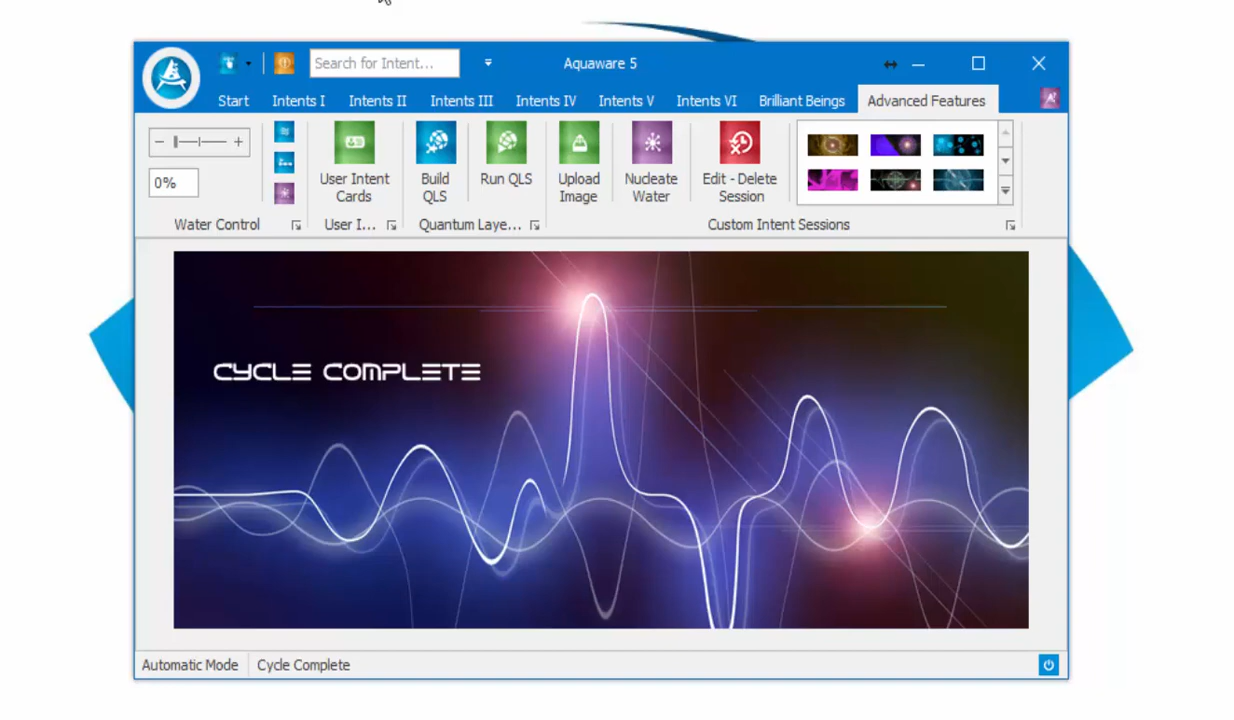 Search for Intent...
Aquaware 5
Start
Intents I
Intents II
Intents III
Intents IV
Intents V
Intents VI
Brilliant Beings
Advanced Features
0%
User Intent
Cards
Build
QLS
Run QLS
Upload
Image
Nucleate
Water
Edit - Delete
Session
Water Control
User I...
Quantum Laye...
Custom Intent Sessions
CYCLE COMPLETE
Automatic Mode
Cycle Complete